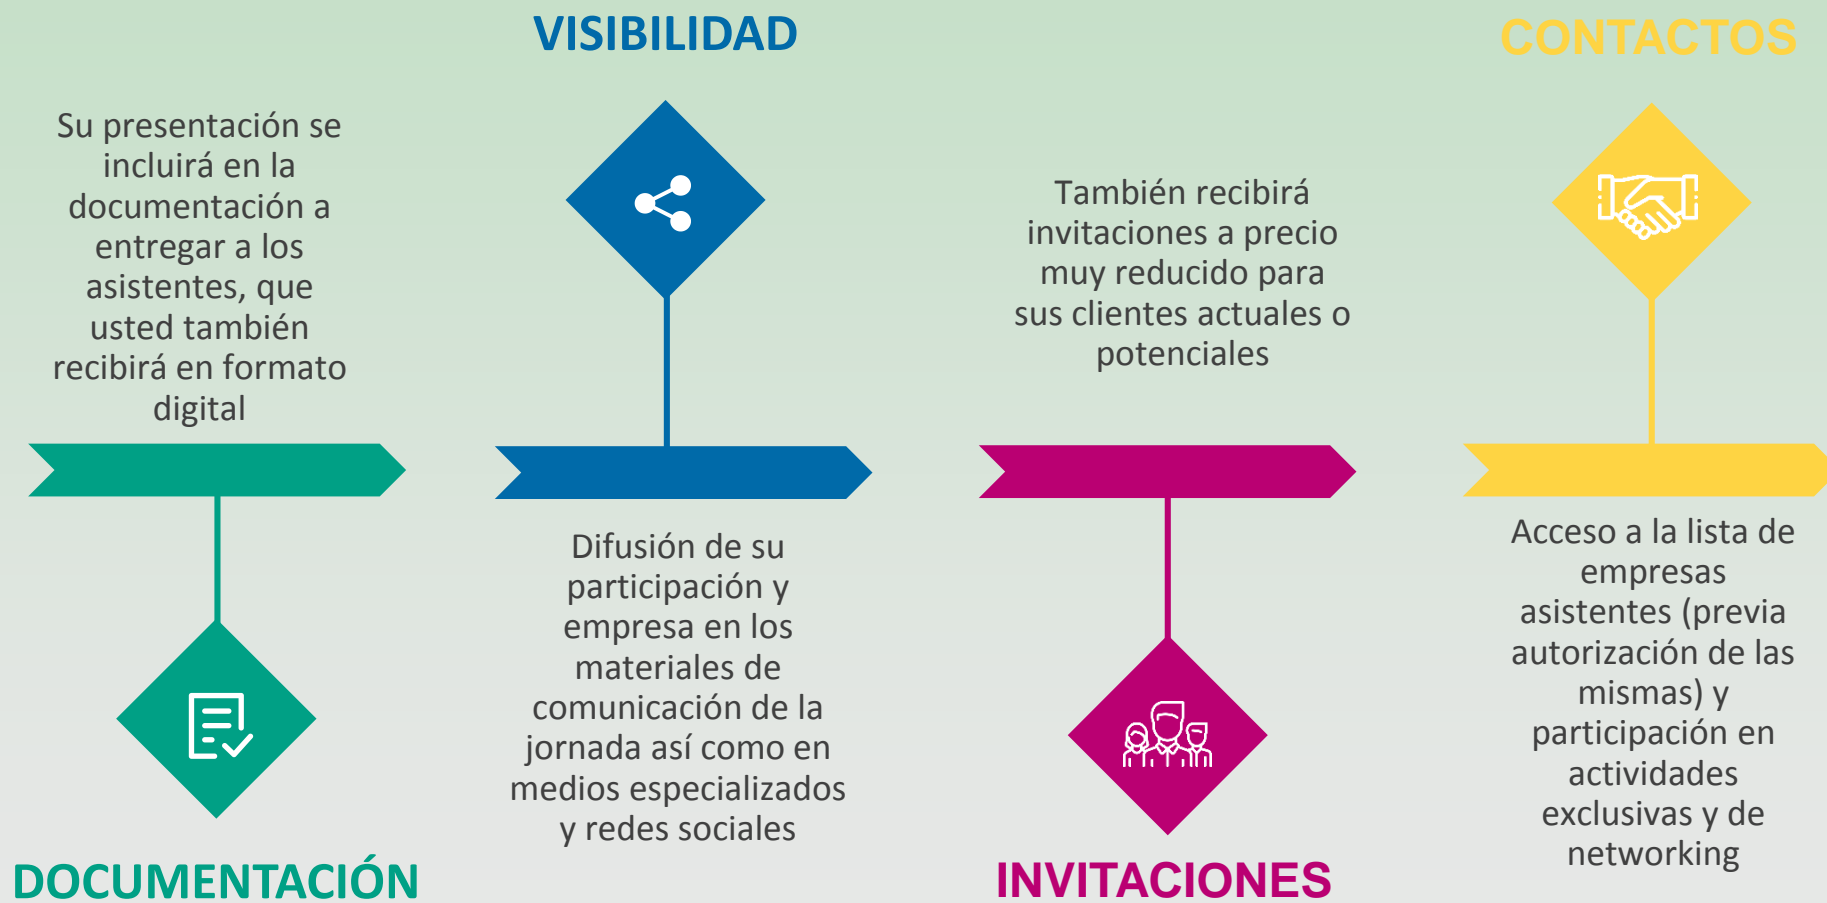 Su presentación se
incluirá en la
documentación a
entregar a los
asistentes, que
usted también
recibirá en formato
digital
DOCUMENTACIÓN
VISIBILIDAD
Difusión de su
participación y
empresa en los
materiales de
comunicación de la
jornada así como en
medios especializados
y redes sociales
También recibirá
invitaciones a precio
muy reducido para
sus clientes actuales o
potenciales
INVITACIONES
CONTACTOS
Acceso a la lista de
empresas
asistentes (previa
autorización de las
mismas) y
participación en
actividades
exclusivas y de
networking